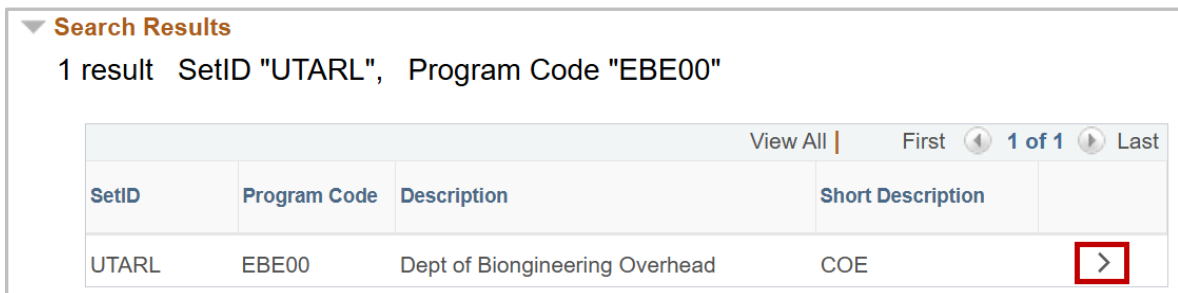 Search Results
1 result SetID "UTARL", Program Code "EBE00"
View All | First 1 of 1 Last
SetID Program Code Description Short Description
UTARL EBE00 Dept of Biongineering Overhead COE